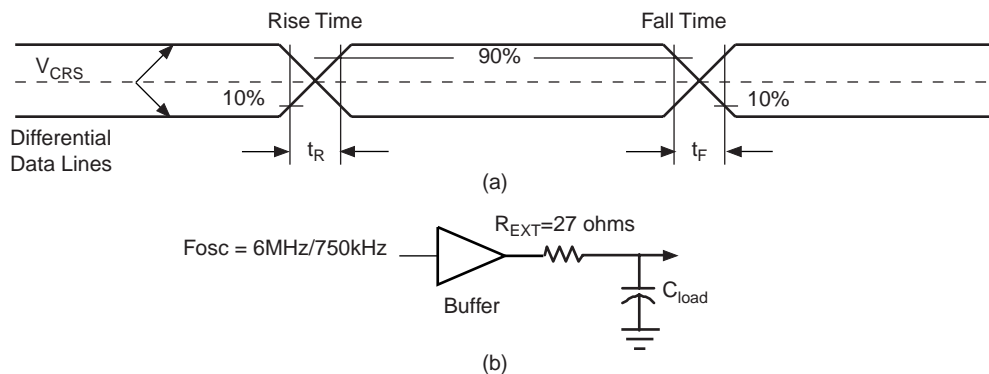 Rise Time
Fall Time
VCRS
90%
10%
10%
Differential
Data Lines
tR
tF
(a)
REXT=27 ohms
Fosc = 6MHz/750kHz
Buffer
Cload
(b)